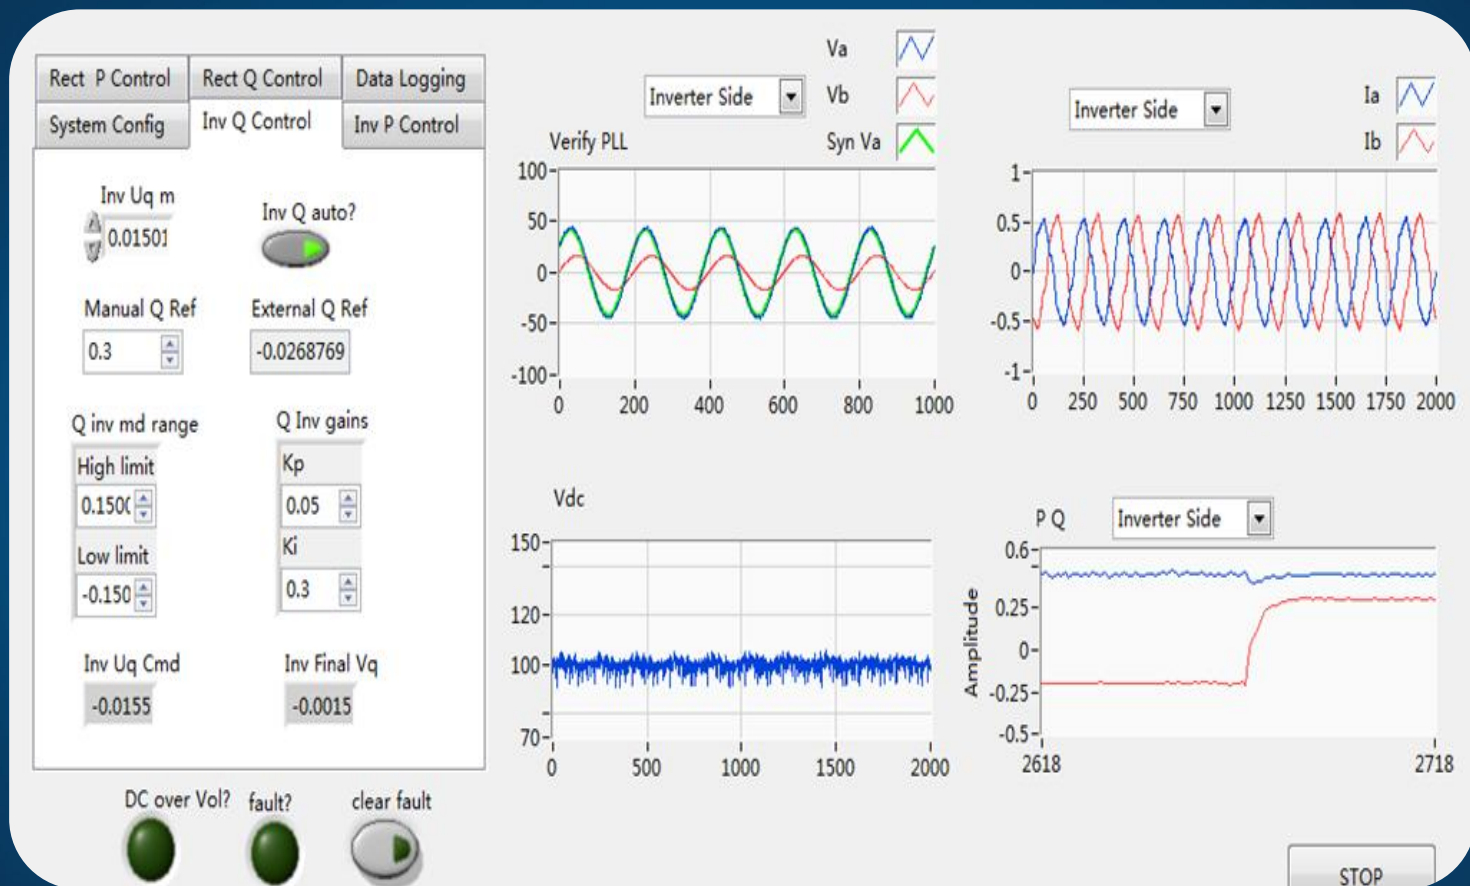 Rect P Control
Rect Q Control
Data Logging
System Config
Inv Q Control
Inv P Control
Inv Uq m
0.01501
Inv Q auto?
Manual Q Ref
0.3
External Q Ref
-0.0268769
Q inv md range
High limit
0.150
Low limit
-0.150
Q Inv gains
Kp
0.05
Ki
0.3
Inv Uq Cmd
-0.0155
Inv Final Vq
-0.0015
DC over Vol?
fault?
clear fault
Inverter Side
Va
Vb
Syn Va
Verify PLL
100
50
0
-50
-100
0 200 400 600 800 1000
Inverter Side
Ia
Ib
1
0.5
0
-0.5
-1
0 250 500 750 1000 1250 1500 1750 2000
Vdc
150
120
100
70
0 500 1000 1500 2000
P Q
Inverter Side
Amplitude
0.6
0.25
0
-0.25
-0.5
2618 2718
STOP